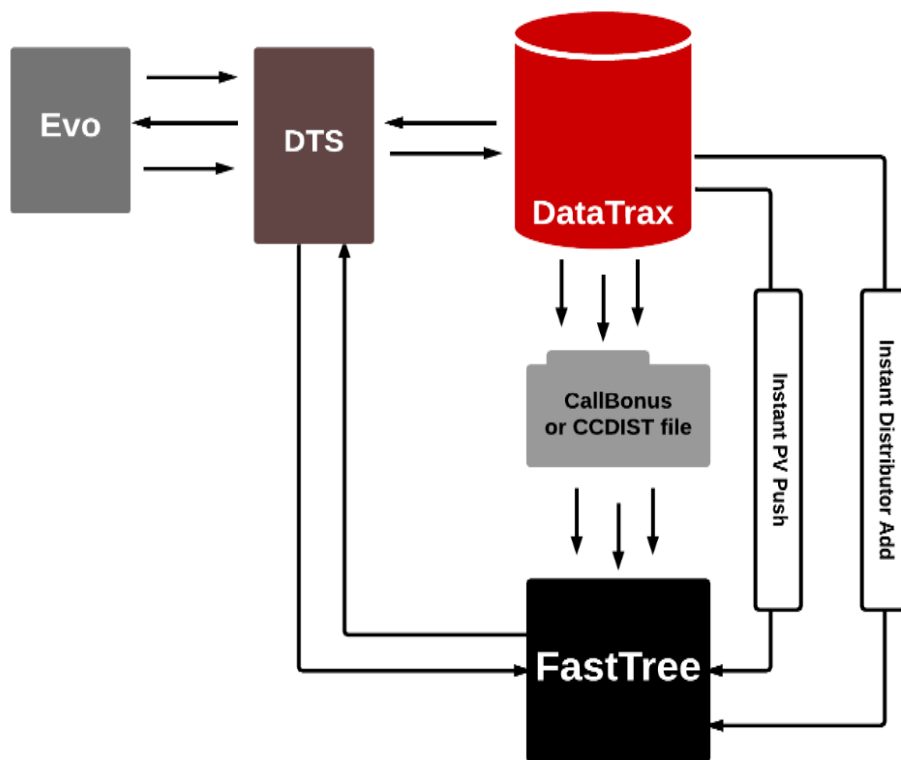 Evo
DTS
DataTrax
CallBonus
or CCDIST file
Instant PV Push
Instant Distributor Add
FastTree